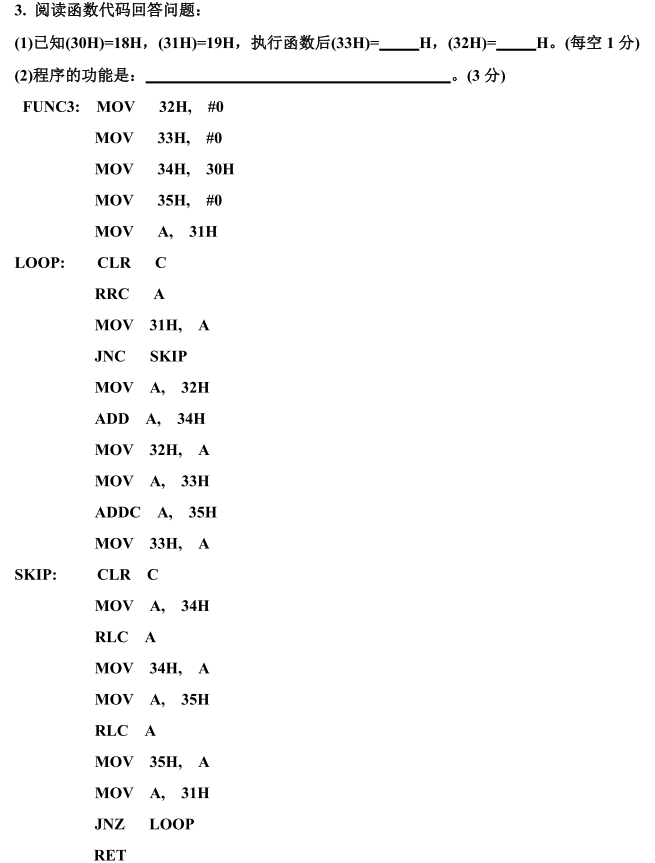 3. 阅读函数代码回答问题：
(1)已知(30H)=18H，(31H)=19H，执行函数后(33H)=_____H，(32H)=_____H。(每空 1 分)
(2)程序的功能是：______________________________________。(3 分)
FUNC3: MOV 32H, #0
MOV 33H, #0
MOV 34H, 30H
MOV 35H, #0
MOV A, 31H
LOOP: CLR C
RRC A
MOV 31H, A
JNC SKIP
MOV A, 32H
ADD A, 34H
MOV 32H, A
MOV A, 33H
ADDC A, 35H
MOV 33H, A
SKIP: CLR C
MOV A, 34H
RLC A
MOV 34H, A
MOV A, 35H
RLC A
MOV 35H, A
MOV A, 31H
JNZ LOOP
RET